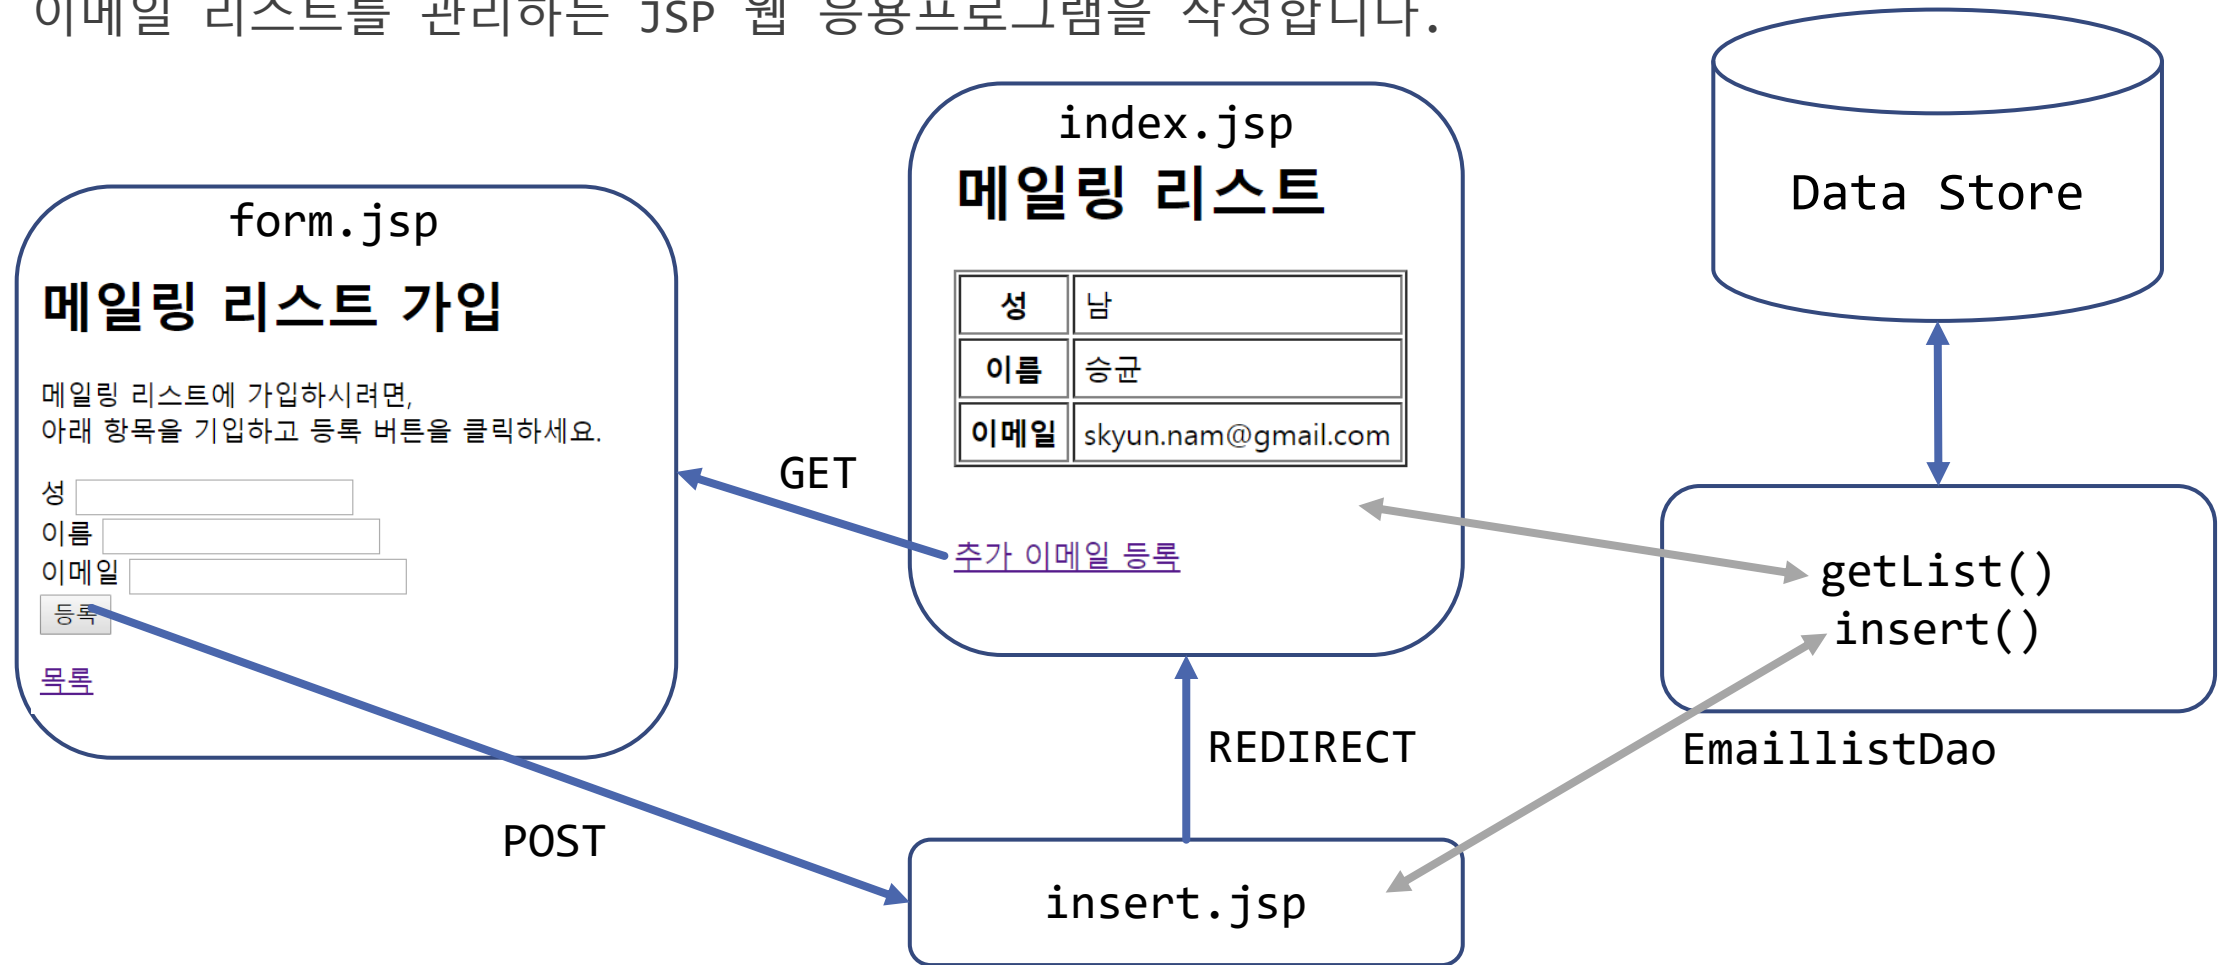 이메일 리스트를 관리하는 JSP 웹 응용프로그램을 작성합니다.
form.jsp
메일링 리스트 가입
메일링 리스트에 가입하시려면,
아래 항목을 기입하고 등록 버튼을 클릭하세요.
성
이름
이메일
등록
목록
GET
POST
index.jsp
메일링 리스트
성 남
이름 승균
이메일 skyun.nam@gmail.com
추가 이메일 등록
REDIRECT
insert.jsp
Data Store
getList()
insert()
EmaillistDao